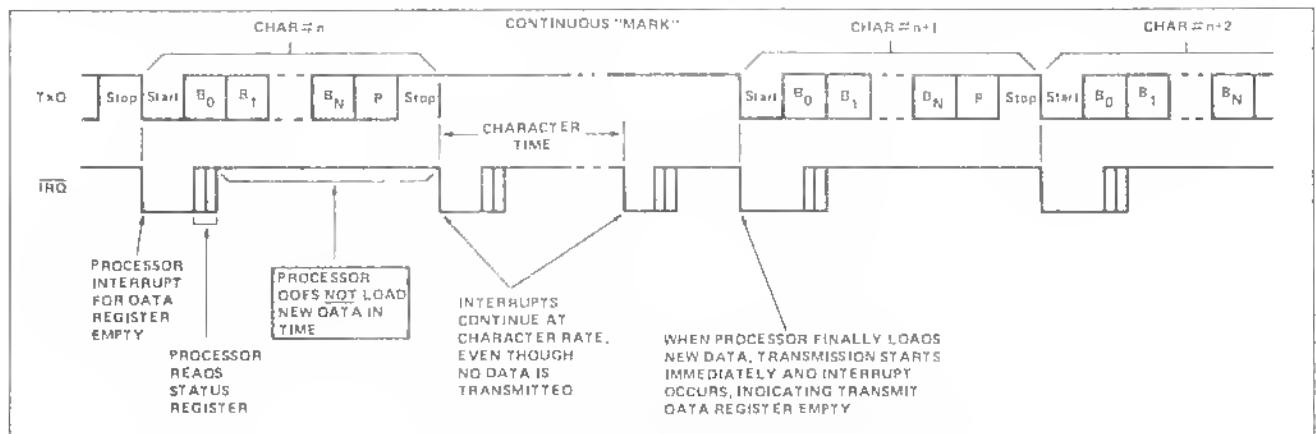 CHAR#n
CONTINUOUS "MARK"
CHAR#n+1
CHAR#n+2
TxD
Stop Start B0 B1 BN P Stop
Start B0 B1 BN P Stop Start B0 B1 BN
CHARACTER
TIME
IRQ
PROCESSOR
INTERRUPT
FOR DATA
REGISTER
EMPTY
PROCESSOR
READS
STATUS
REGISTER
PROCESSOR
DOES NOT LOAD
NEW DATA IN
TIME
INTERRUPTS
CONTINUE AT
CHARACTER RATE,
EVEN THOUGH
NO DATA IS
TRANSMITTED
WHEN PROCESSOR FINALLY LOADS
NEW DATA, TRANSMISSION STARTS
IMMEDIATELY AND INTERRUPT
OCCURS, INDICATING TRANSMIT
DATA REGISTER EMPTY